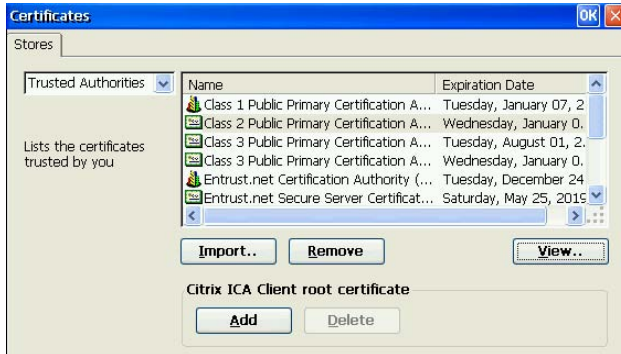 Certificates OK
Stores
Trusted Authorities
Name Expiration Date
Class 1 Public Primary Certification A... Tuesday, January 07, 2
Class 2 Public Primary Certification A... Wednesday, January 0.
Class 3 Public Primary Certification A... Tuesday, August 01, 2.
Class 3 Public Primary Certification A... Wednesday, January 0.
Entrust.net Certification Authority (... Tuesday, December 24
Entrust.net Secure Server Certificat... Saturday, May 25, 2019
Lists the certificates
trusted by you
Import.. Remove View..
Citrix ICA Client root certificate
Add Delete